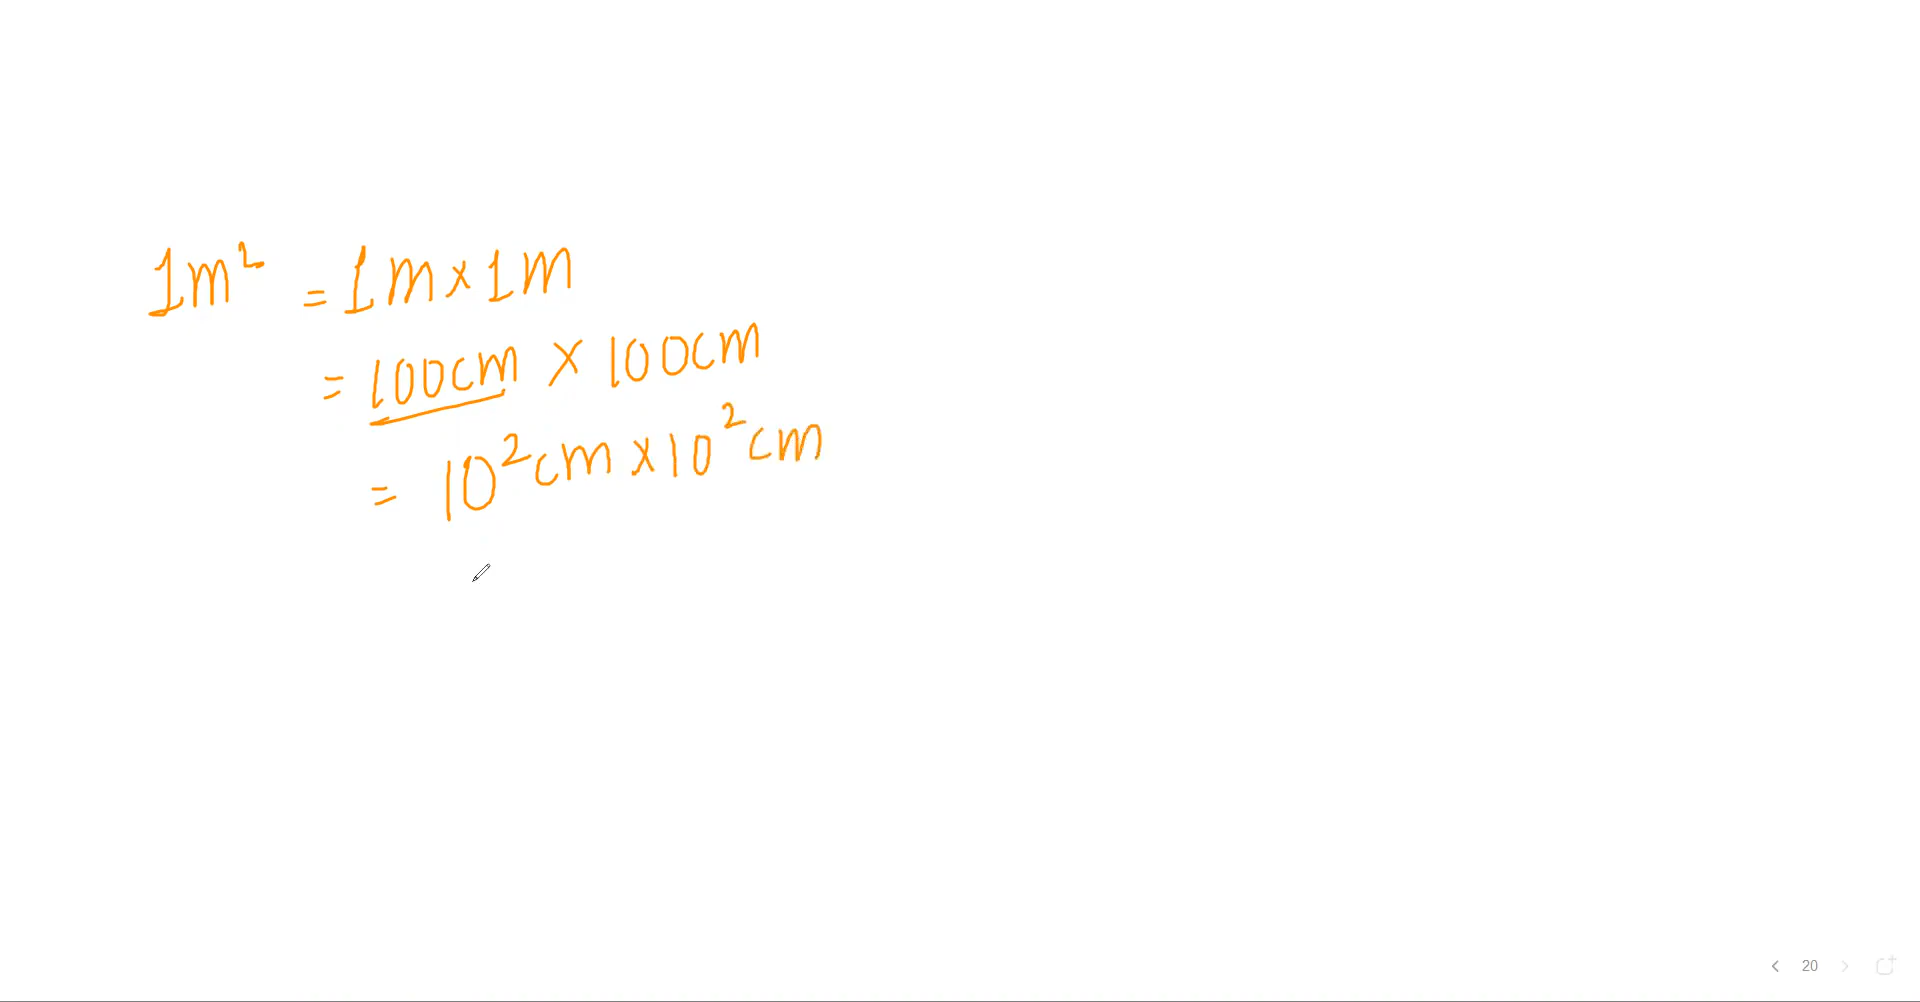 1m² = 1m×1m
= 100cm × 100cm
= 10²cm×10²cm
20